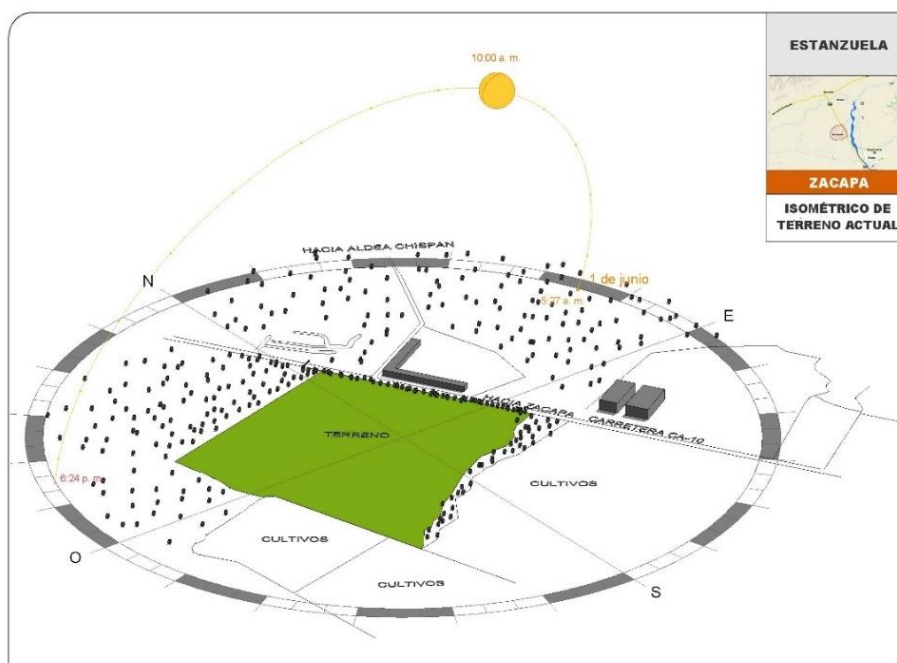 10:00 a. m.
ESTANZUELA
ZACAPA
ISOMÉTRICO DE
TERRENO ACTUAL
HACIA ALDEA CHISPAN
N
1 de junio
5:27 a. m.
E
HACIA ZACAPA
CARRETERA CA-10
TERRENO
6:24 p. m.
CULTIVOS
CULTIVOS
O
CULTIVOS
S